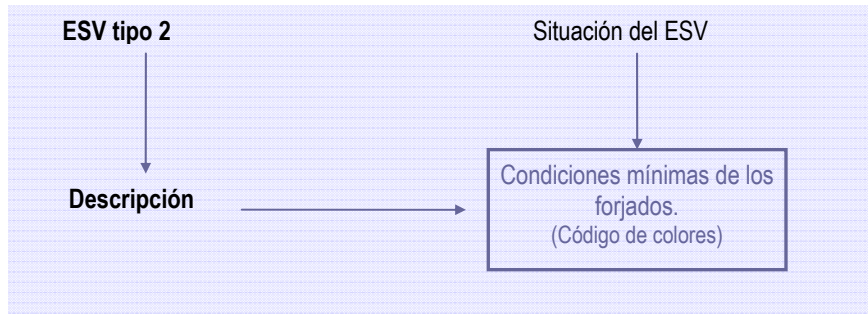 ESV tipo 2
Situación del ESV
Descripción
Condiciones mínimas de los
forjados.
(Código de colores)